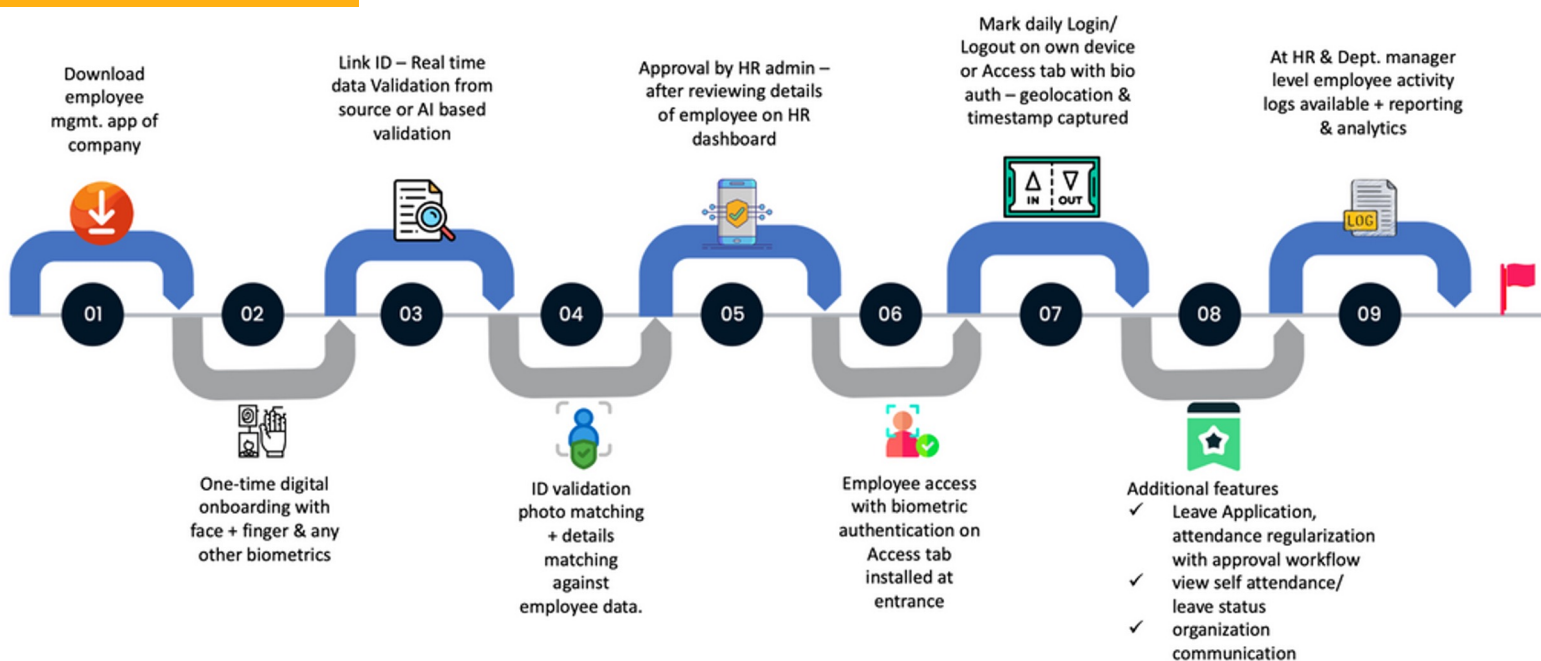 Download
employee
mgmt. app of
company
01
02
One-time digital
onboarding with
face + finger & any
other biometrics
Link ID – Real time
data Validation from
source or AI based
validation
03
04
ID validation
photo matching
+ details
matching
against
employee data.
Approval by HR admin –
after reviewing details
of employee on HR
dashboard
05
06
Employee access
with biometric
authentication on
Access tab
installed at
entrance
Mark daily Login/
Logout on own device
or Access tab with bio
auth – geolocation &
timestamp captured
IN OUT
07
08
Additional features
✓ Leave Application,
attendance regularization
with approval workflow
✓ view self attendance/
leave status
✓ organization
communication
At HR & Dept. manager
level employee activity
logs available + reporting
& analytics
LOG
09